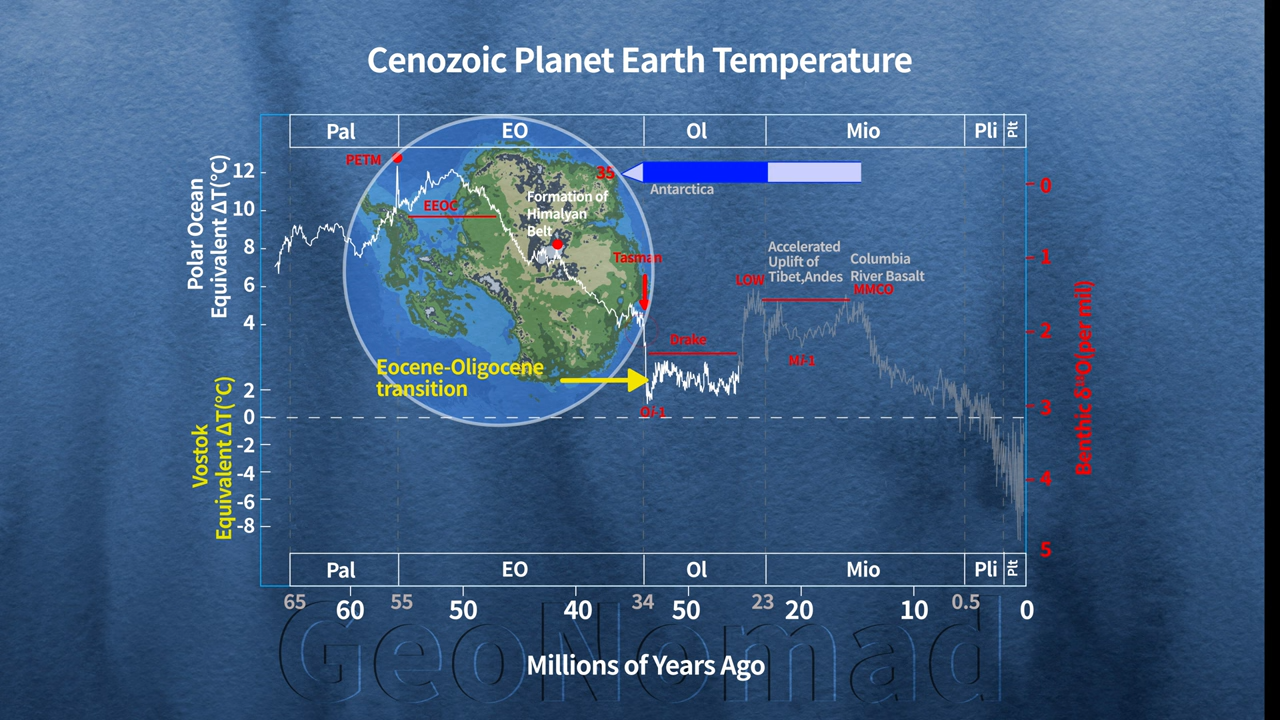 Cenozoic Planet Earth Temperature
Pal
EO
Ol
Mio
Pli
Plt
PETM
35
Antarctica
EEOC
Formation of
Himalyan
Belt
Tasman
Accelerated
Uplift of
Tibet,Andes
Columbia
River Basalt
LOW
MMCO
Drake
Mi-1
Eocene-Oligocene
transition
Oi-1
Polar Ocean
Equivalent ΔT(°C)
12
10
8
6
4
2
0
-2
-4
-6
-8
Vostok
Equivalent ΔT(°C)
0
1
2
3
4
5
Benthic δ¹⁸O(per mil)
Pal
EO
Ol
Mio
Pli
Plt
65
60
55
50
40
34
50
23
20
10
0.5
0
GeoNomad
Millions of Years Ago